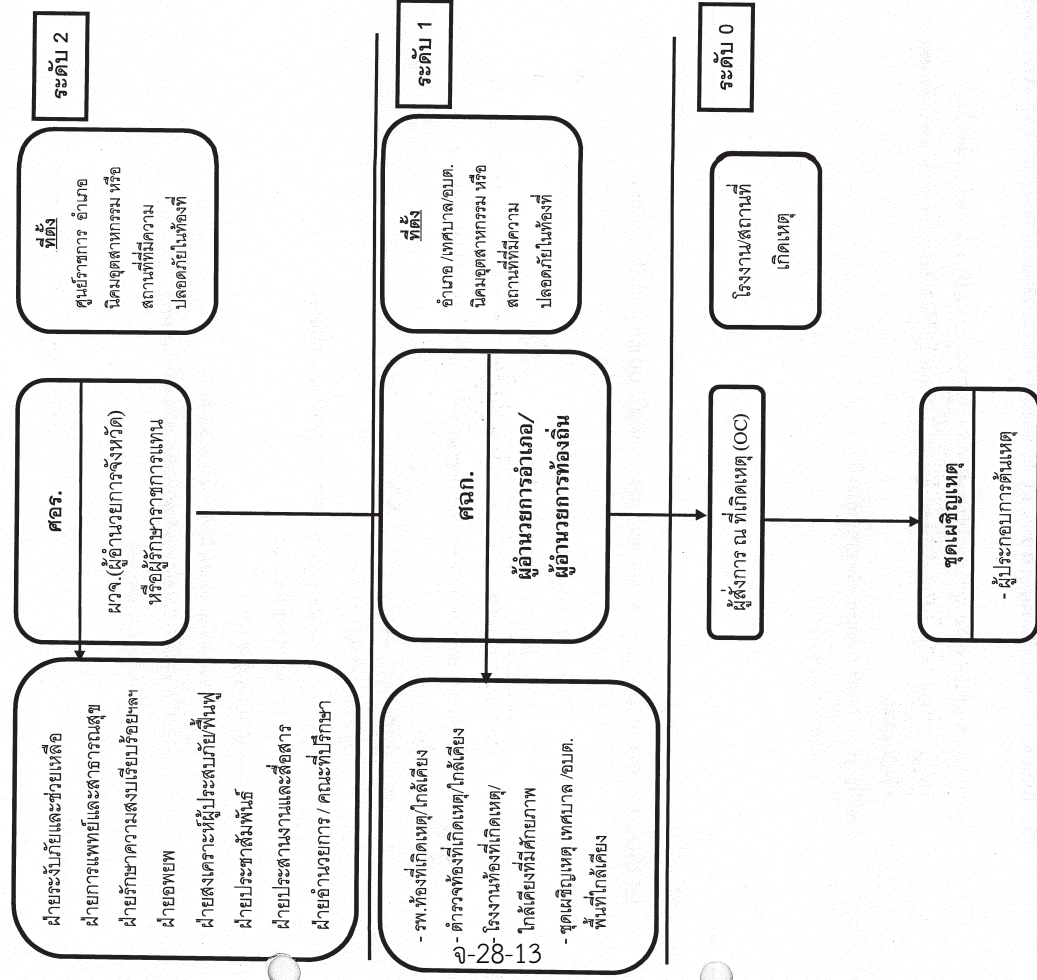 ฝ่ายระงับภัยและช่วยเหลือ
ฝ่ายการแพทย์และสาธารณสุข
ฝ่ายรักษาความสงบเรียบร้อยฯลฯ
ฝ่ายอพยพ
ฝ่ายสงเคราะห์ผู้ประสบภัย/ฟื้นฟู
ฝ่ายประชาสัมพันธ์
ฝ่ายประสานงานและสื่อสาร
ฝ่ายอำนวยการ / คณะที่ปรึกษา
ศอร.
ผวจ.(ผู้อำนวยการจังหวัด)
หรือผู้รักษาราชการแทน
ที่ตั้ง
ศูนย์ราชการ อำเภอ
นิคมอุตสาหกรรม หรือ
สถานที่ที่มีความ
ปลอดภัยในท้องที่
ระดับ 2
- รพ.ท้องที่เกิดเหตุ/ใกล้เคียง
- ตำรวจท้องที่เกิดเหตุ/ใกล้เคียง
- โรงงานท้องที่เกิดเหตุ/
ใกล้เคียงที่มีศักยภาพ
- ชุดเผชิญเหตุ เทศบาล /อบต.
พื้นที่ใกล้เคียง
ศฉก.
ผู้อำนวยการอำเภอ/
ผู้อำนวยการท้องถิ่น
ที่ตั้ง
อำเภอ /เทศบาล/อบต.
นิคมอุตสาหกรรม หรือ
สถานที่ที่มีความ
ปลอดภัยในท้องที่
ระดับ 1
ผู้สั่งการ ณ ที่เกิดเหตุ (OC)
โรงงาน/สถานที่
เกิดเหตุ
ระดับ 0
ชุดเผชิญเหตุ
- ผู้ประกอบการต้นเหตุ
จ-28-13